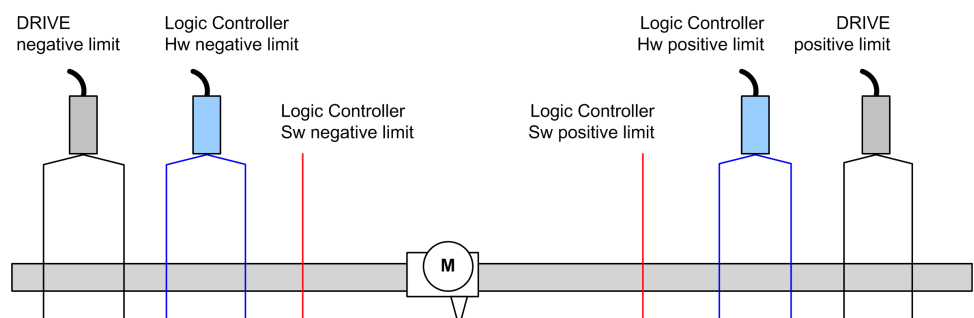 DRIVE
negative limit
Logic Controller
Hw negative limit
Logic Controller
Sw negative limit
Logic Controller
Sw positive limit
Logic Controller
Hw positive limit
DRIVE
positive limit
M